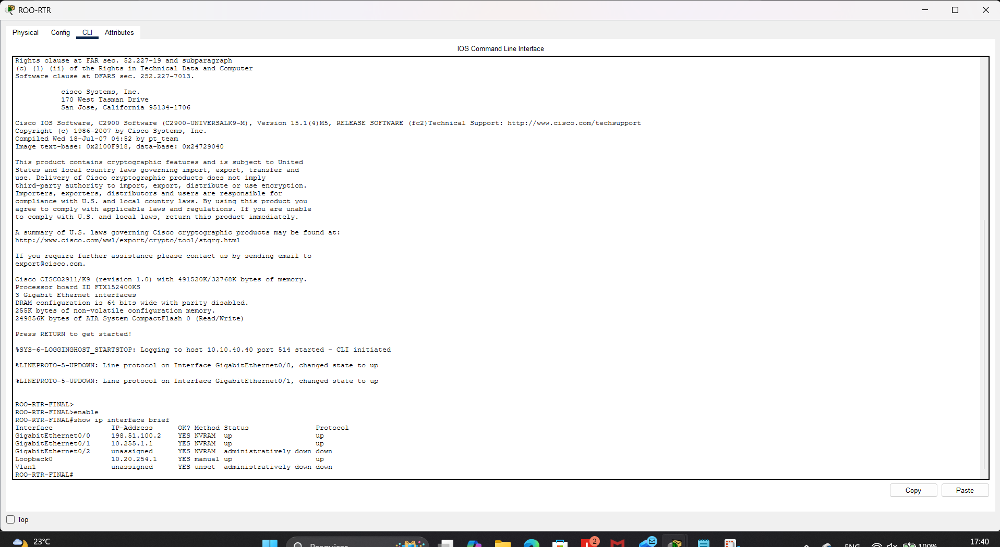 ROO-RTR
Physical Config CLI Attributes
IOS Command Line Interface
Rights clause at FAR sec. 52.227-19 and subparagraph
(c) (1) (ii) of the Rights in Technical Data and Computer
Software clause at DFARS sec. 252.227-7013.
cisco Systems, Inc.
170 West Tasman Drive
San Jose, California 95134-1706
Cisco IOS Software, C2900 Software (C2900-UNIVERSALK9-M), Version 15.1(4)M5, RELEASE SOFTWARE (fc2)Technical Support: http://www.cisco.com/techsupport
Copyright (c) 1986-2007 by Cisco Systems, Inc.
Compiled Wed 18-Jul-07 04:52 by pt_team
Image text-base: 0x2100F918, data-base: 0x24729040
This product contains cryptographic features and is subject to United
States and local country laws governing import, export, transfer and
use. Delivery of Cisco cryptographic products does not imply
third-party authority to import, export, distribute or use encryption.
Importers, exporters, distributors and users are responsible for
compliance with U.S. and local country laws. By using this product you
agree to comply with applicable laws and regulations. If you are unable
to comply with U.S. and local laws, return this product immediately.
A summary of U.S. laws governing Cisco cryptographic products may be found at:
http://www.cisco.com/wwl/export/crypto/tool/stqrg.html
If you require further assistance please contact us by sending email to
export@cisco.com.
Cisco CISCO2911/K9 (revision 1.0) with 491520K/32768K bytes of memory.
Processor board ID FTX152400KS
3 Gigabit Ethernet interfaces
DRAM configuration is 64 bits wide with parity disabled.
255K bytes of non-volatile configuration memory.
249856K bytes of ATA System CompactFlash 0 (Read/Write)
Press RETURN to get started!
%SYS-6-LOGGINGHOST_STARTSTOP: Logging to host 10.10.40.40 port 514 started - CLI initiated
%LINEPROTO-5-UPDOWN: Line protocol on Interface GigabitEthernet0/0, changed state to up
%LINEPROTO-5-UPDOWN: Line protocol on Interface GigabitEthernet0/1, changed state to up
ROO-RTR-FINAL>
ROO-RTR-FINAL>enable
ROO-RTR-FINAL#show ip interface brief
Interface IP-Address OK? Method Status Protocol
GigabitEthernet0/0 198.51.100.2 YES NVRAM up up
GigabitEthernet0/1 10.255.1.1 YES NVRAM up up
GigabitEthernet0/2 unassigned YES NVRAM administratively down down
Loopback0 10.20.254.1 YES manual up up
Vlan1 unassigned YES unset administratively down down
ROO-RTR-FINAL#
Copy Paste
Top
23°C
Pesquisar
2
ENG
100%
17:40